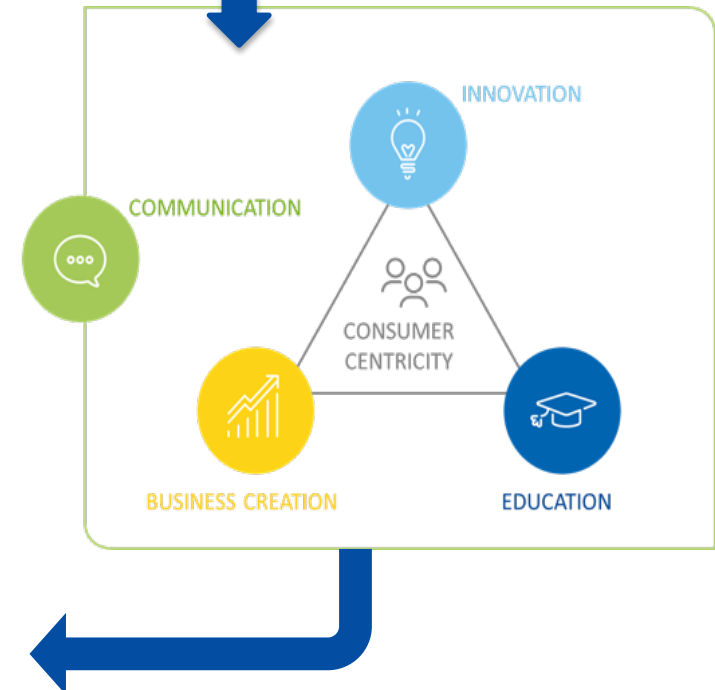 INNOVATION
COMMUNICATION
CONSUMER
CENTRICITY
BUSINESS CREATION
EDUCATION